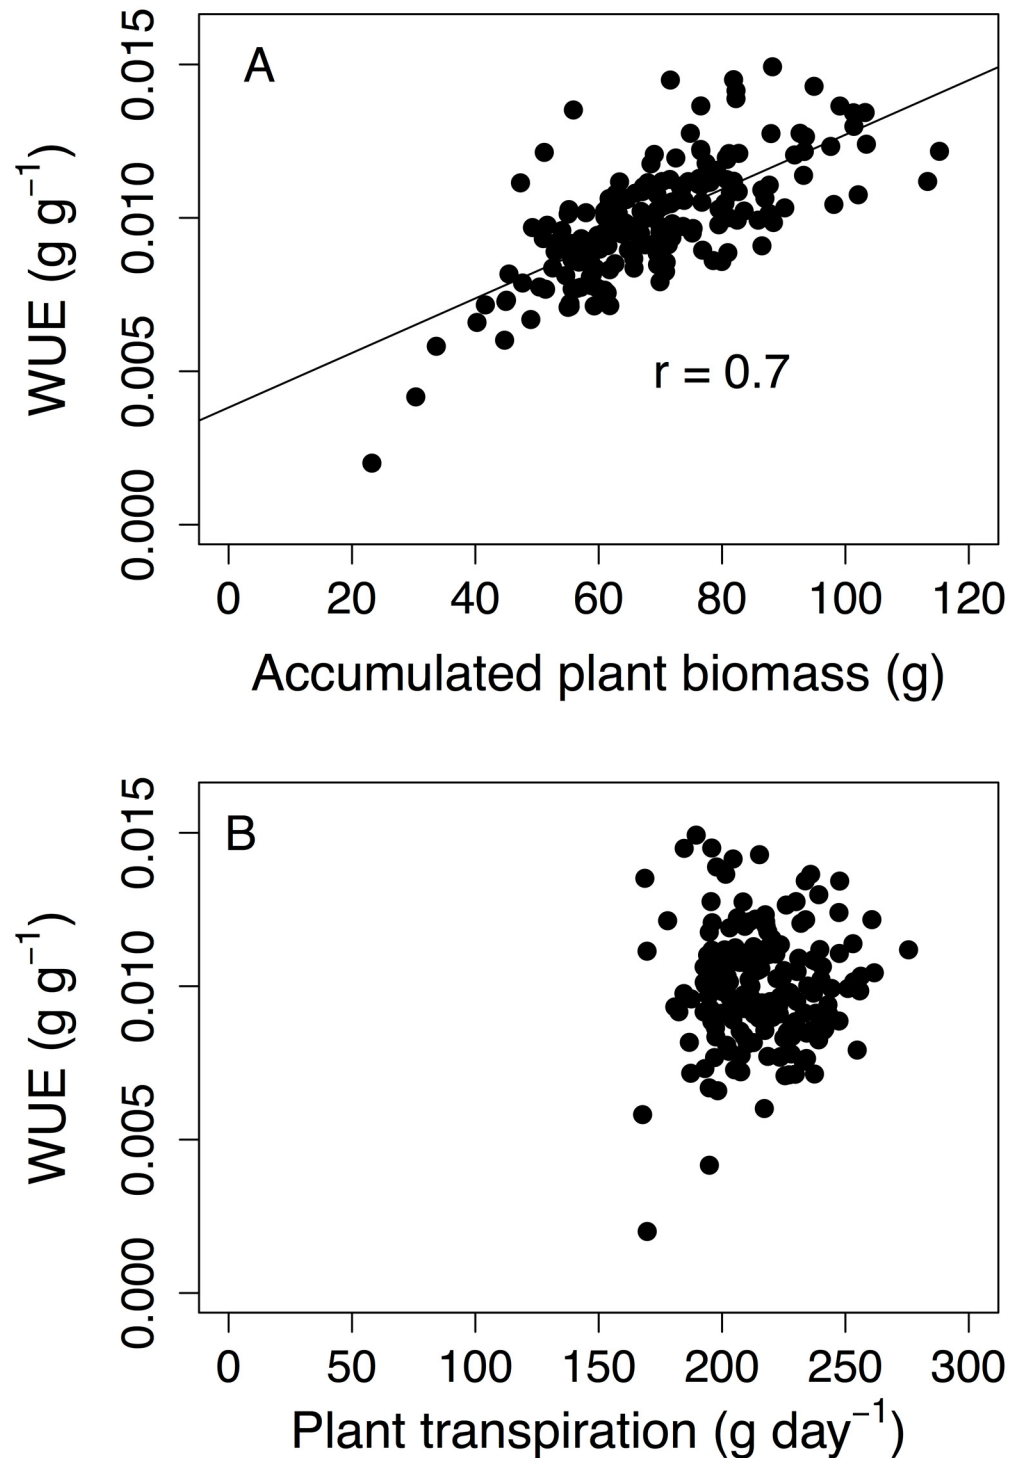 A
WUE (g g⁻¹)
0.015
0.010
0.005
0.000
r = 0.7
0 20 40 60 80 100 120
Accumulated plant biomass (g)
B
WUE (g g⁻¹)
0.015
0.010
0.005
0.000
0 50 100 150 200 250 300
Plant transpiration (g day⁻¹)